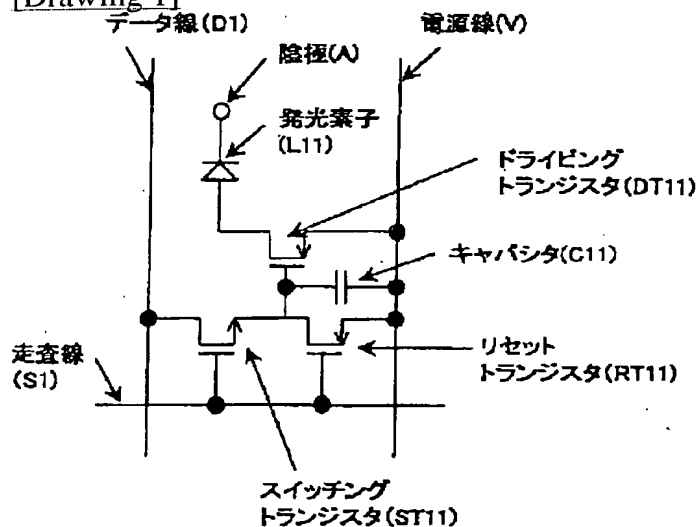 [Drawing 1]
データ線(D1)
電源線(V)
陰極(A)
発光素子
(L11)
ドライビング
トランジスタ(DT11)
キャパシタ(C11)
走査線
(S1)
リセット
トランジスタ(RT11)
スイッチング
トランジスタ(ST11)